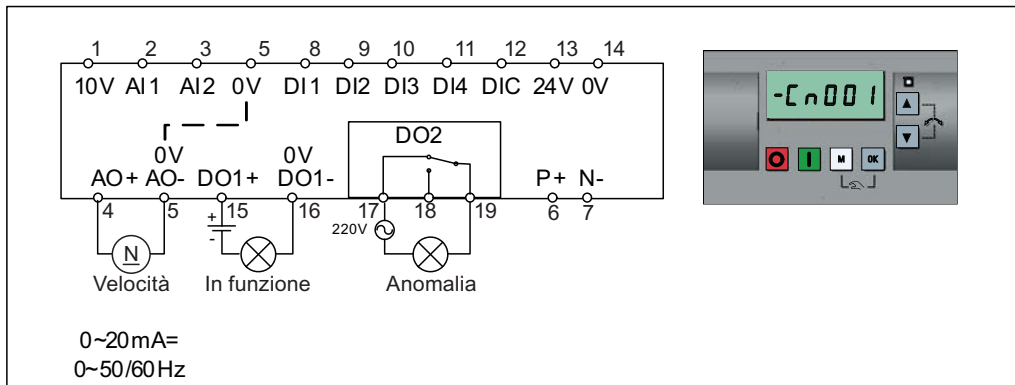 1 2 3 5 8 9 10 11 12 13 14
10V AI1 AI2 0V DI1 DI2 DI3 DI4 DIC 24V 0V
-Cn001
DO2
0V 0V
AO+ AO- DO1+ DO1- P+ N-
4 5 15 16 17 18 19 6 7
M OK
+
-
220V
N
Velocità In funzione Anomalia
0~20mA=
0~50/60Hz